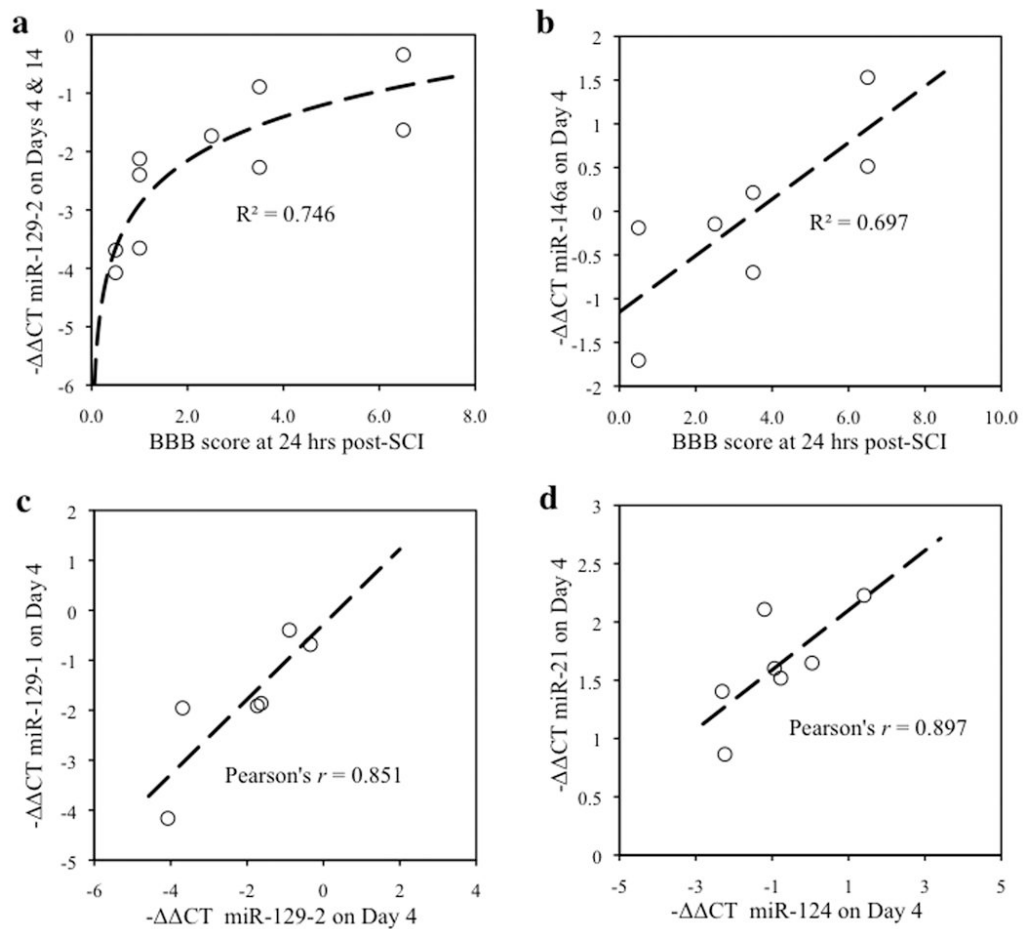 a
-ΔΔCT miR-129-2 on Days 4 & 14
0
-1
-2
-3
-4
-5
-6
R² = 0.746
0.0 2.0 4.0 6.0 8.0
BBB score at 24 hrs post-SCI
b
-ΔΔCT miR-146a on Day 4
2
1.5
1
0.5
0
-0.5
-1
-1.5
-2
R² = 0.697
0.0 2.0 4.0 6.0 8.0 10.0
BBB score at 24 hrs post-SCI
c
-ΔΔCT miR-129-1 on Day 4
2
1
0
-1
-2
-3
-4
-5
Pearson's r = 0.851
-6 -4 -2 0 2 4
-ΔΔCT miR-129-2 on Day 4
d
-ΔΔCT miR-21 on Day 4
3
2.5
2
1.5
1
0.5
0
Pearson's r = 0.897
-5 -3 -1 1 3 5
-ΔΔCT miR-124 on Day 4